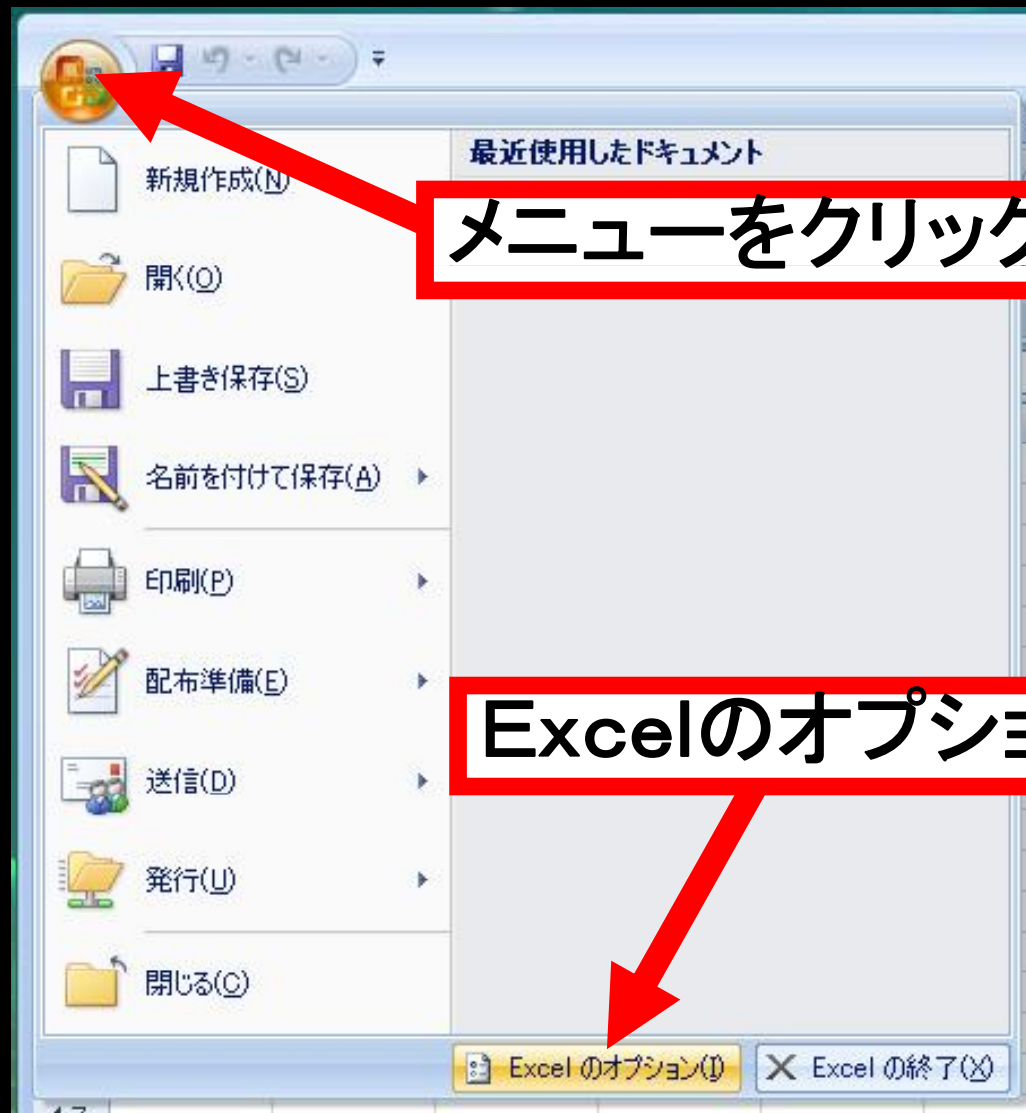 最近使用したドキュメント
新規作成(N)
メニューをクリック
開く(O)
上書き保存(S)
名前を付けて保存(A)
印刷(P)
配布準備(E)
Excelのオプショ
送信(D)
発行(U)
閉じる(C)
Excel のオプション(I)
Excel の終了(X)